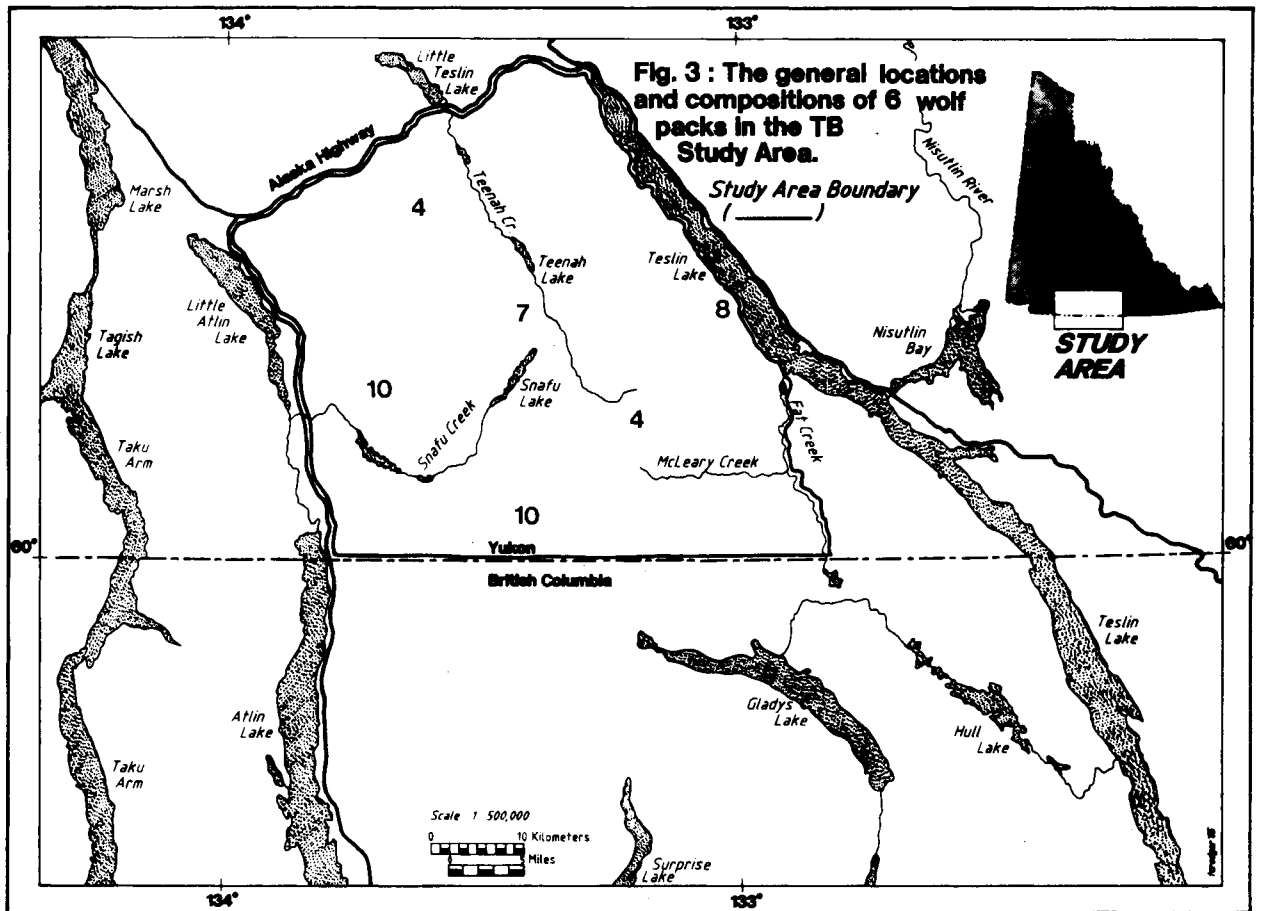 134°
133°
Little
Teslin
Lake
Fig. 3 : The general locations
and compositions of 6 wolf
packs in the TB
Study Area.
Study Area Boundary
( ______ )
Nisutlin River
Alaska Highway
Marsh
Lake
4
Teenah Cr.
Teenah
Lake
Teslin
Lake
STUDY
AREA
Little
Atlin
Lake
7
8
Nisutlin
Bay
Tagish
Lake
10
Snafu
Lake
Snafu Creek
4
Fat Creek
McLeary Creek
Taku
Arm
10
60°
Yukon
60°
British Columbia
Teslin
Lake
Gladys
Lake
Hull
Lake
Atlin
Lake
Taku
Arm
Scale 1 : 500,000
0 10 Kilometers
Miles
Surprise
Lake
134°
133°